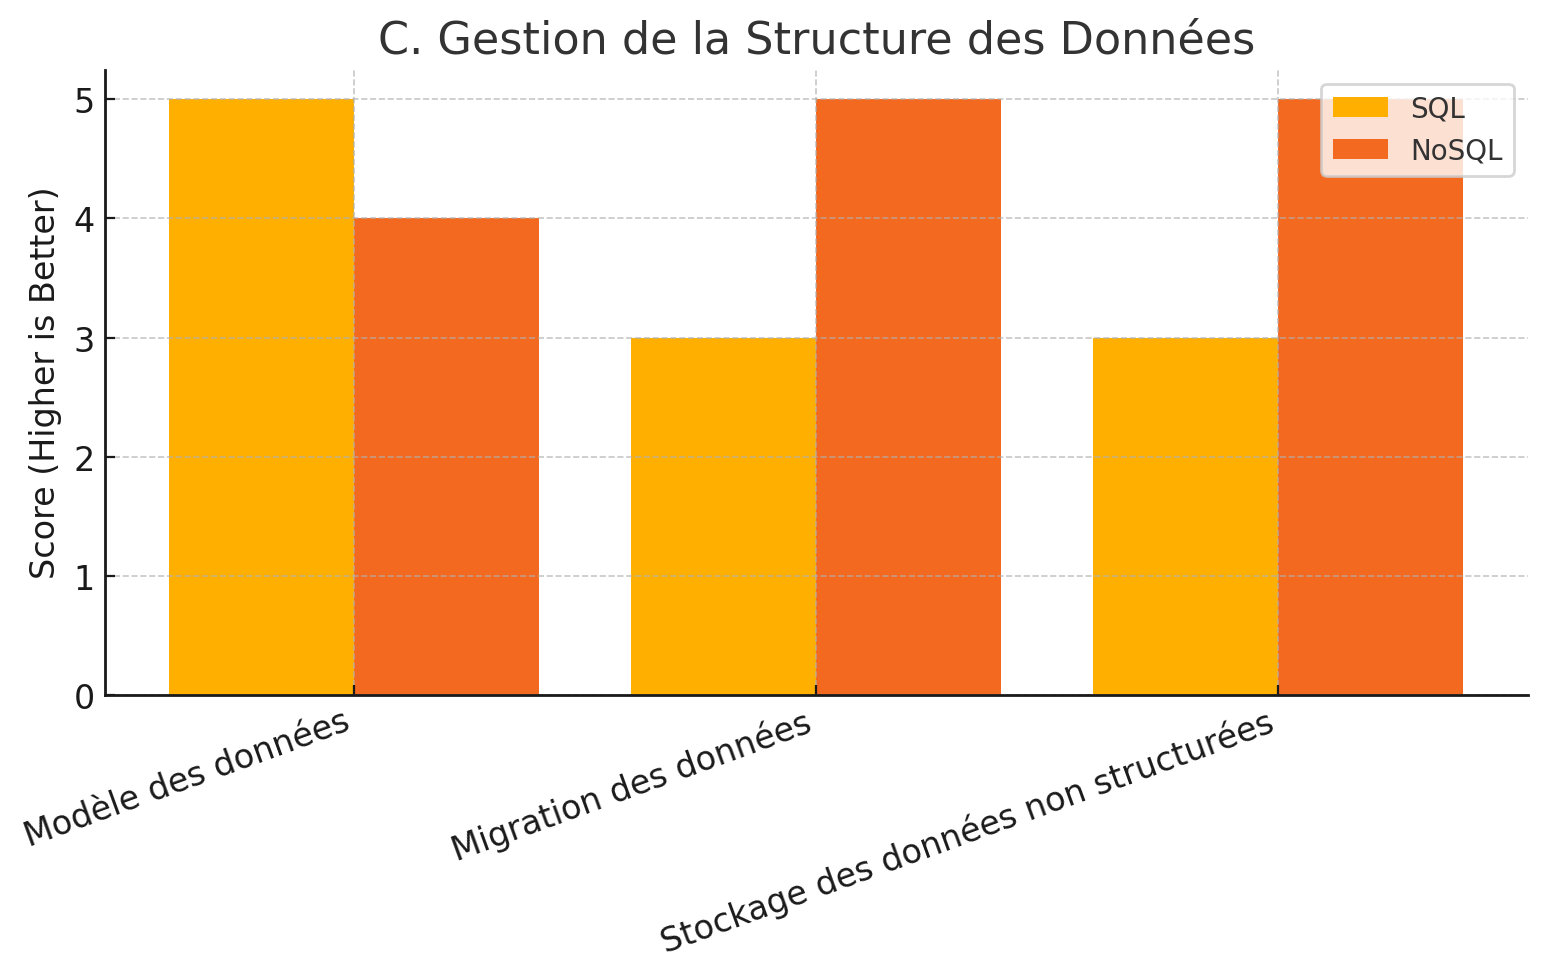 C. Gestion de la Structure des Données
Score (Higher is Better)
5
4
3
2
1
0
SQL
NoSQL
Modèle des données
Migration des données
Stockage des données non structurées